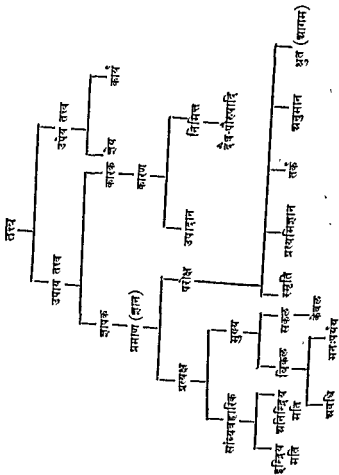 तत्त्व
उपाय तत्त्व
उपेय तत्त्व
ज्ञापक
कारक
ज्ञेय
कार्य
प्रमाण (ज्ञान)
कारण
प्रत्यक्ष
परोक्ष
उपादान
निमित्त
दैव-पौरुषादि
सांव्यवहारिक
मुख्य
स्मृति
प्रत्यभिज्ञान
तर्क
अनुमान
श्रुत (आगम)
इन्द्रिय
मति
अनिन्द्रिय
मति
विकल
सकल
अवधि
मनःपर्यय
केवल